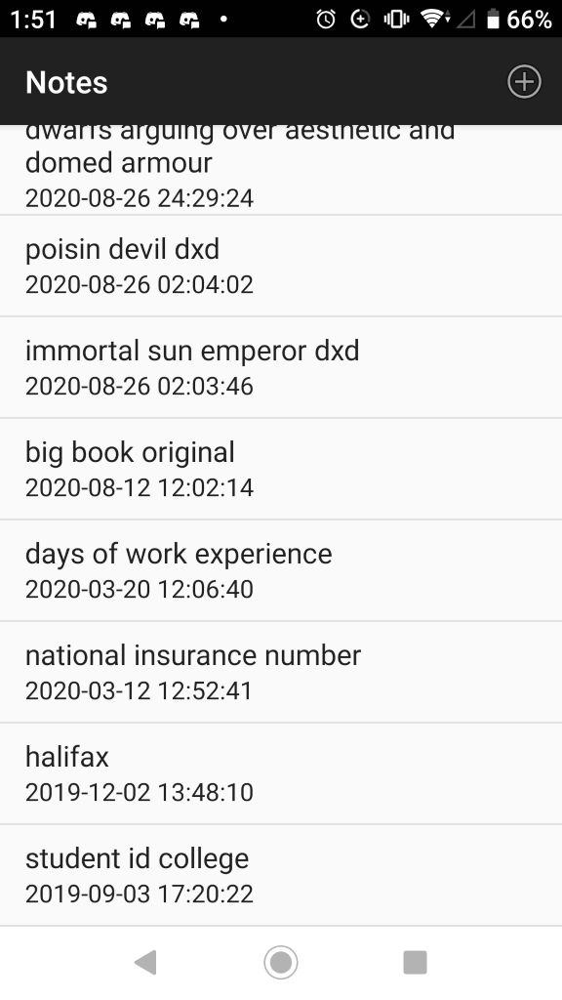 1:51
66%
Notes
dwarfs arguing over aesthetic and
domed armour
2020-08-26 24:29:24
poisin devil dxd
2020-08-26 02:04:02
immortal sun emperor dxd
2020-08-26 02:03:46
big book original
2020-08-12 12:02:14
days of work experience
2020-03-20 12:06:40
national insurance number
2020-03-12 12:52:41
halifax
2019-12-02 13:48:10
student id college
2019-09-03 17:20:22